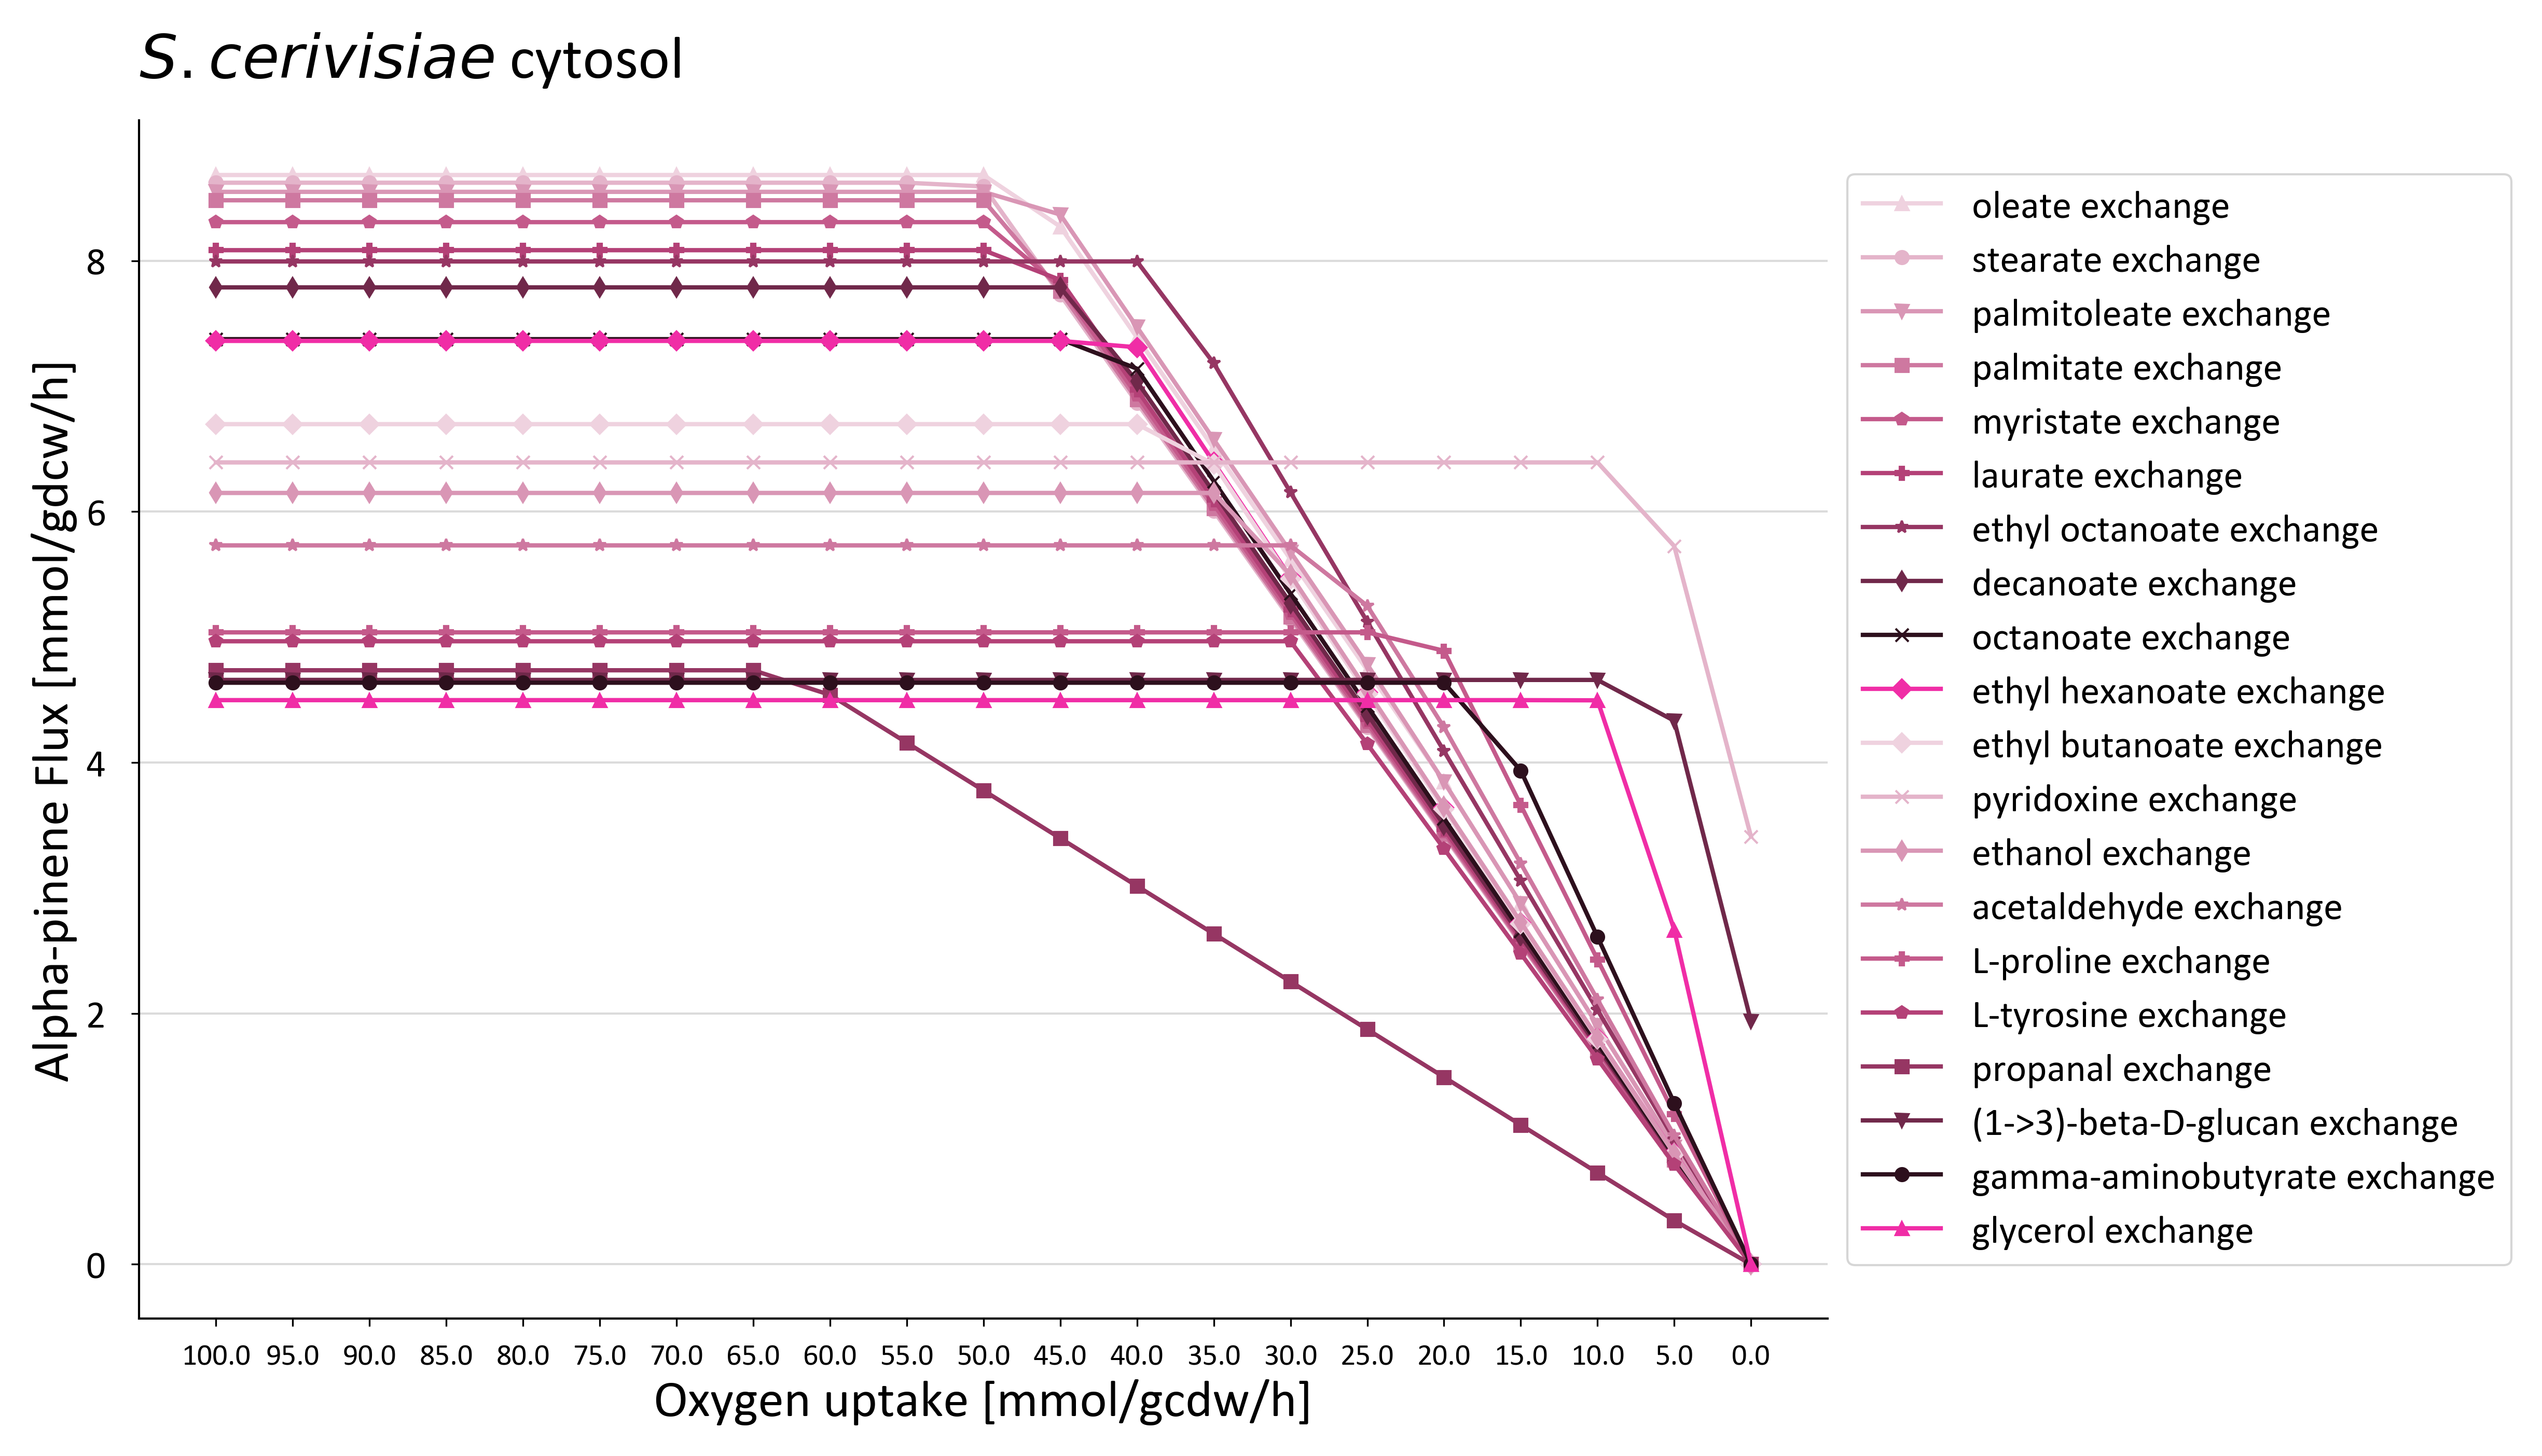 S. cerivisiae cytosol
Alpha-pinene Flux [mmol/gdcw/h]
8
6
4
2
0
100.0 95.0 90.0 85.0 80.0 75.0 70.0 65.0 60.0 55.0 50.0 45.0 40.0 35.0 30.0 25.0 20.0 15.0 10.0 5.0 0.0
Oxygen uptake [mmol/gcdw/h]
oleate exchange
stearate exchange
palmitoleate exchange
palmitate exchange
myristate exchange
laurate exchange
ethyl octanoate exchange
decanoate exchange
octanoate exchange
ethyl hexanoate exchange
ethyl butanoate exchange
pyridoxine exchange
ethanol exchange
acetaldehyde exchange
L-proline exchange
L-tyrosine exchange
propanal exchange
(1->3)-beta-D-glucan exchange
gamma-aminobutyrate exchange
glycerol exchange